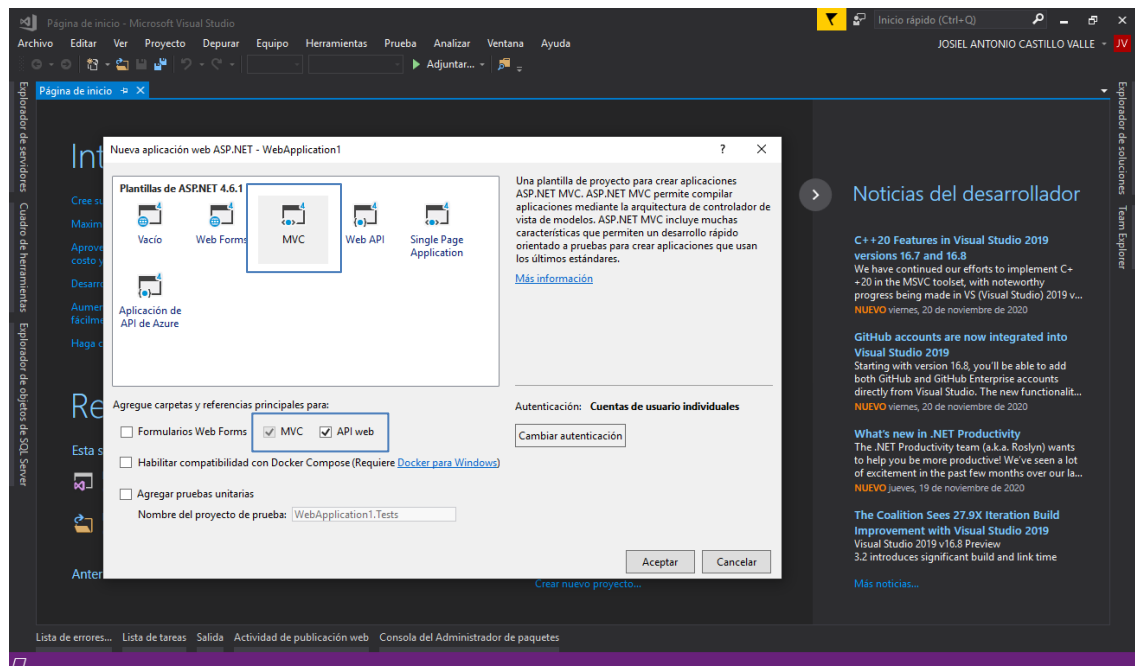 Página de inicio - Microsoft Visual Studio
Inicio rápido (Ctrl+Q)
Archivo Editar Ver Proyecto Depurar Equipo Herramientas Prueba Analizar Ventana Ayuda
JOSIEL ANTONIO CASTILLO VALLE JV
Adjuntar...
Explorador de servidores
Cuadro de herramientas
Explorador de objetos de SQL Server
Página de inicio
Int
Cree su
Maxim
Aprove
costo y
Desarro
Aumen
fácilme
Haga c
Re
Esta s
Anter
Nueva aplicación web ASP.NET - WebApplication1
Plantillas de ASP.NET 4.6.1
Vacío
Web Forms
MVC
Web API
Single Page
Application
Aplicación de
API de Azure
Una plantilla de proyecto para crear aplicaciones
ASP.NET MVC. ASP.NET MVC permite compilar
aplicaciones mediante la arquitectura de controlador de
vista de modelos. ASP.NET MVC incluye muchas
características que permiten un desarrollo rápido
orientado a pruebas para crear aplicaciones que usan
los últimos estándares.
Más información
Agregue carpetas y referencias principales para:
Formularios Web Forms MVC API web
Habilitar compatibilidad con Docker Compose (Requiere Docker para Windows)
Agregar pruebas unitarias
Nombre del proyecto de prueba: WebApplication1.Tests
Autenticación: Cuentas de usuario individuales
Cambiar autenticación
Aceptar Cancelar
Crear nuevo proyecto...
Noticias del desarrollador
C++20 Features in Visual Studio 2019
versions 16.7 and 16.8
We have continued our efforts to implement C+
+20 in the MSVC toolset, with noteworthy
progress being made in VS (Visual Studio) 2019 v...
NUEVO viernes, 20 de noviembre de 2020
GitHub accounts are now integrated into
Visual Studio 2019
Starting with version 16.8, you'll be able to add
both GitHub and GitHub Enterprise accounts
directly from Visual Studio. The new functionalit...
NUEVO viernes, 20 de noviembre de 2020
What's new in .NET Productivity
The .NET Productivity team (a.k.a. Roslyn) wants
to help you be more productive! We've seen a lot
of excitement in the past few months over our la...
NUEVO jueves, 19 de noviembre de 2020
The Coalition Sees 27.9X Iteration Build
Improvement with Visual Studio 2019
Visual Studio 2019 v16.8 Preview
3.2 introduces significant build and link time
Más noticias...
Explorador de soluciones
Team Explorer
Lista de errores... Lista de tareas Salida Actividad de publicación web Consola del Administrador de paquetes